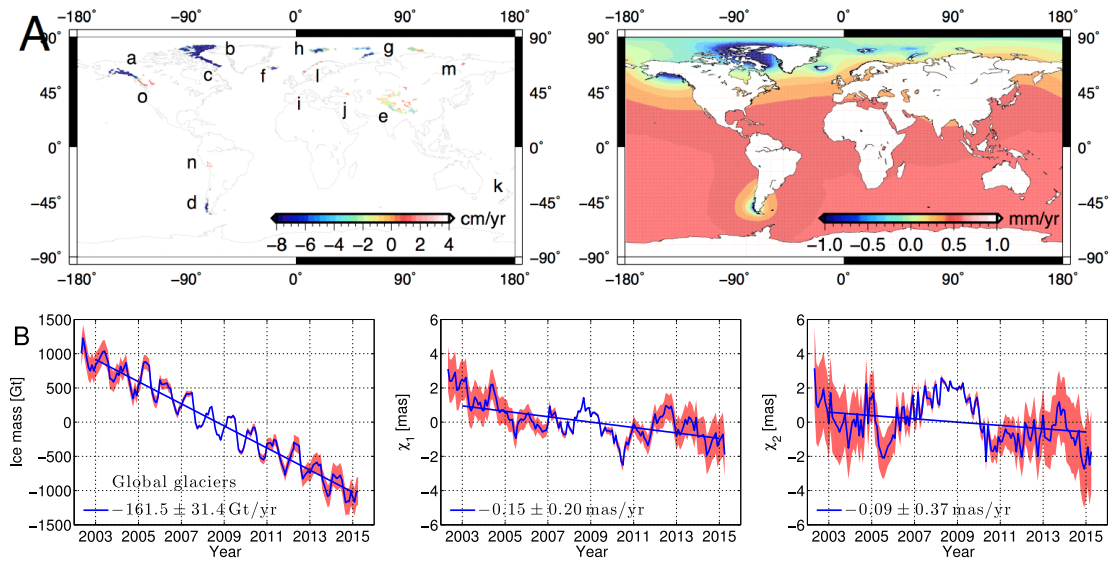 −180° −90° 0° 90° 180° −180° −90° 0° 90° 180°
A
90° 90° 90° 90°
45° 45° 45° 45°
0° 0° 0° 0°
−45° −45° −45° −45°
−90° −90° −90° −90°
a b h g
c f l m
o i j e
n k
d
cm/yr
−8 −6 −4 −2 0 2 4
mm/yr
−1.0 −0.5 0.0 0.5 1.0
−180° −90° 0° 90° 180° −180° −90° 0° 90° 180°
B
Ice mass [Gt]
1500
1000
500
0
−500
−1000
−1500
Global glaciers
−161.5 ± 31.4 Gt/yr
2003 2005 2007 2009 2011 2013 2015
Year
χ1 [mas]
6
4
2
0
−2
−4
6
−0.15 ± 0.20 mas/yr
2003 2005 2007 2009 2011 2013 2015
Year
χ2 [mas]
6
4
2
0
−2
−4
6
−0.09 ± 0.37 mas/yr
2003 2005 2007 2009 2011 2013 2015
Year